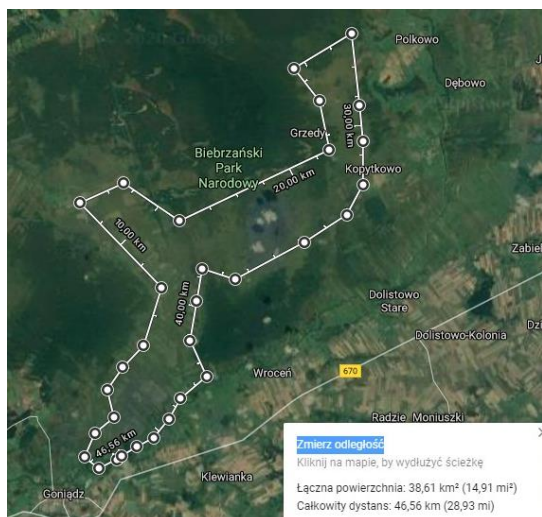 Polkowo
Dębowo
30,00 km
Grzędy
Biebrzański
Park
Narodowy
Kopytkowo
20,00 km
10,00 km
Zabiel
40,00 km
Dolistowo
Stare
Dolistowo-Kolonia
Wroceń
670
Radzie Moniuszki
46,56 km
Klewianka
Goniądz
Zmierz odległość
Kliknij na mapie, by wydłużyć ścieżkę
Łączna powierzchnia: 38,61 km² (14,91 mi²)
Całkowity dystans: 46,56 km (28,93 mi)